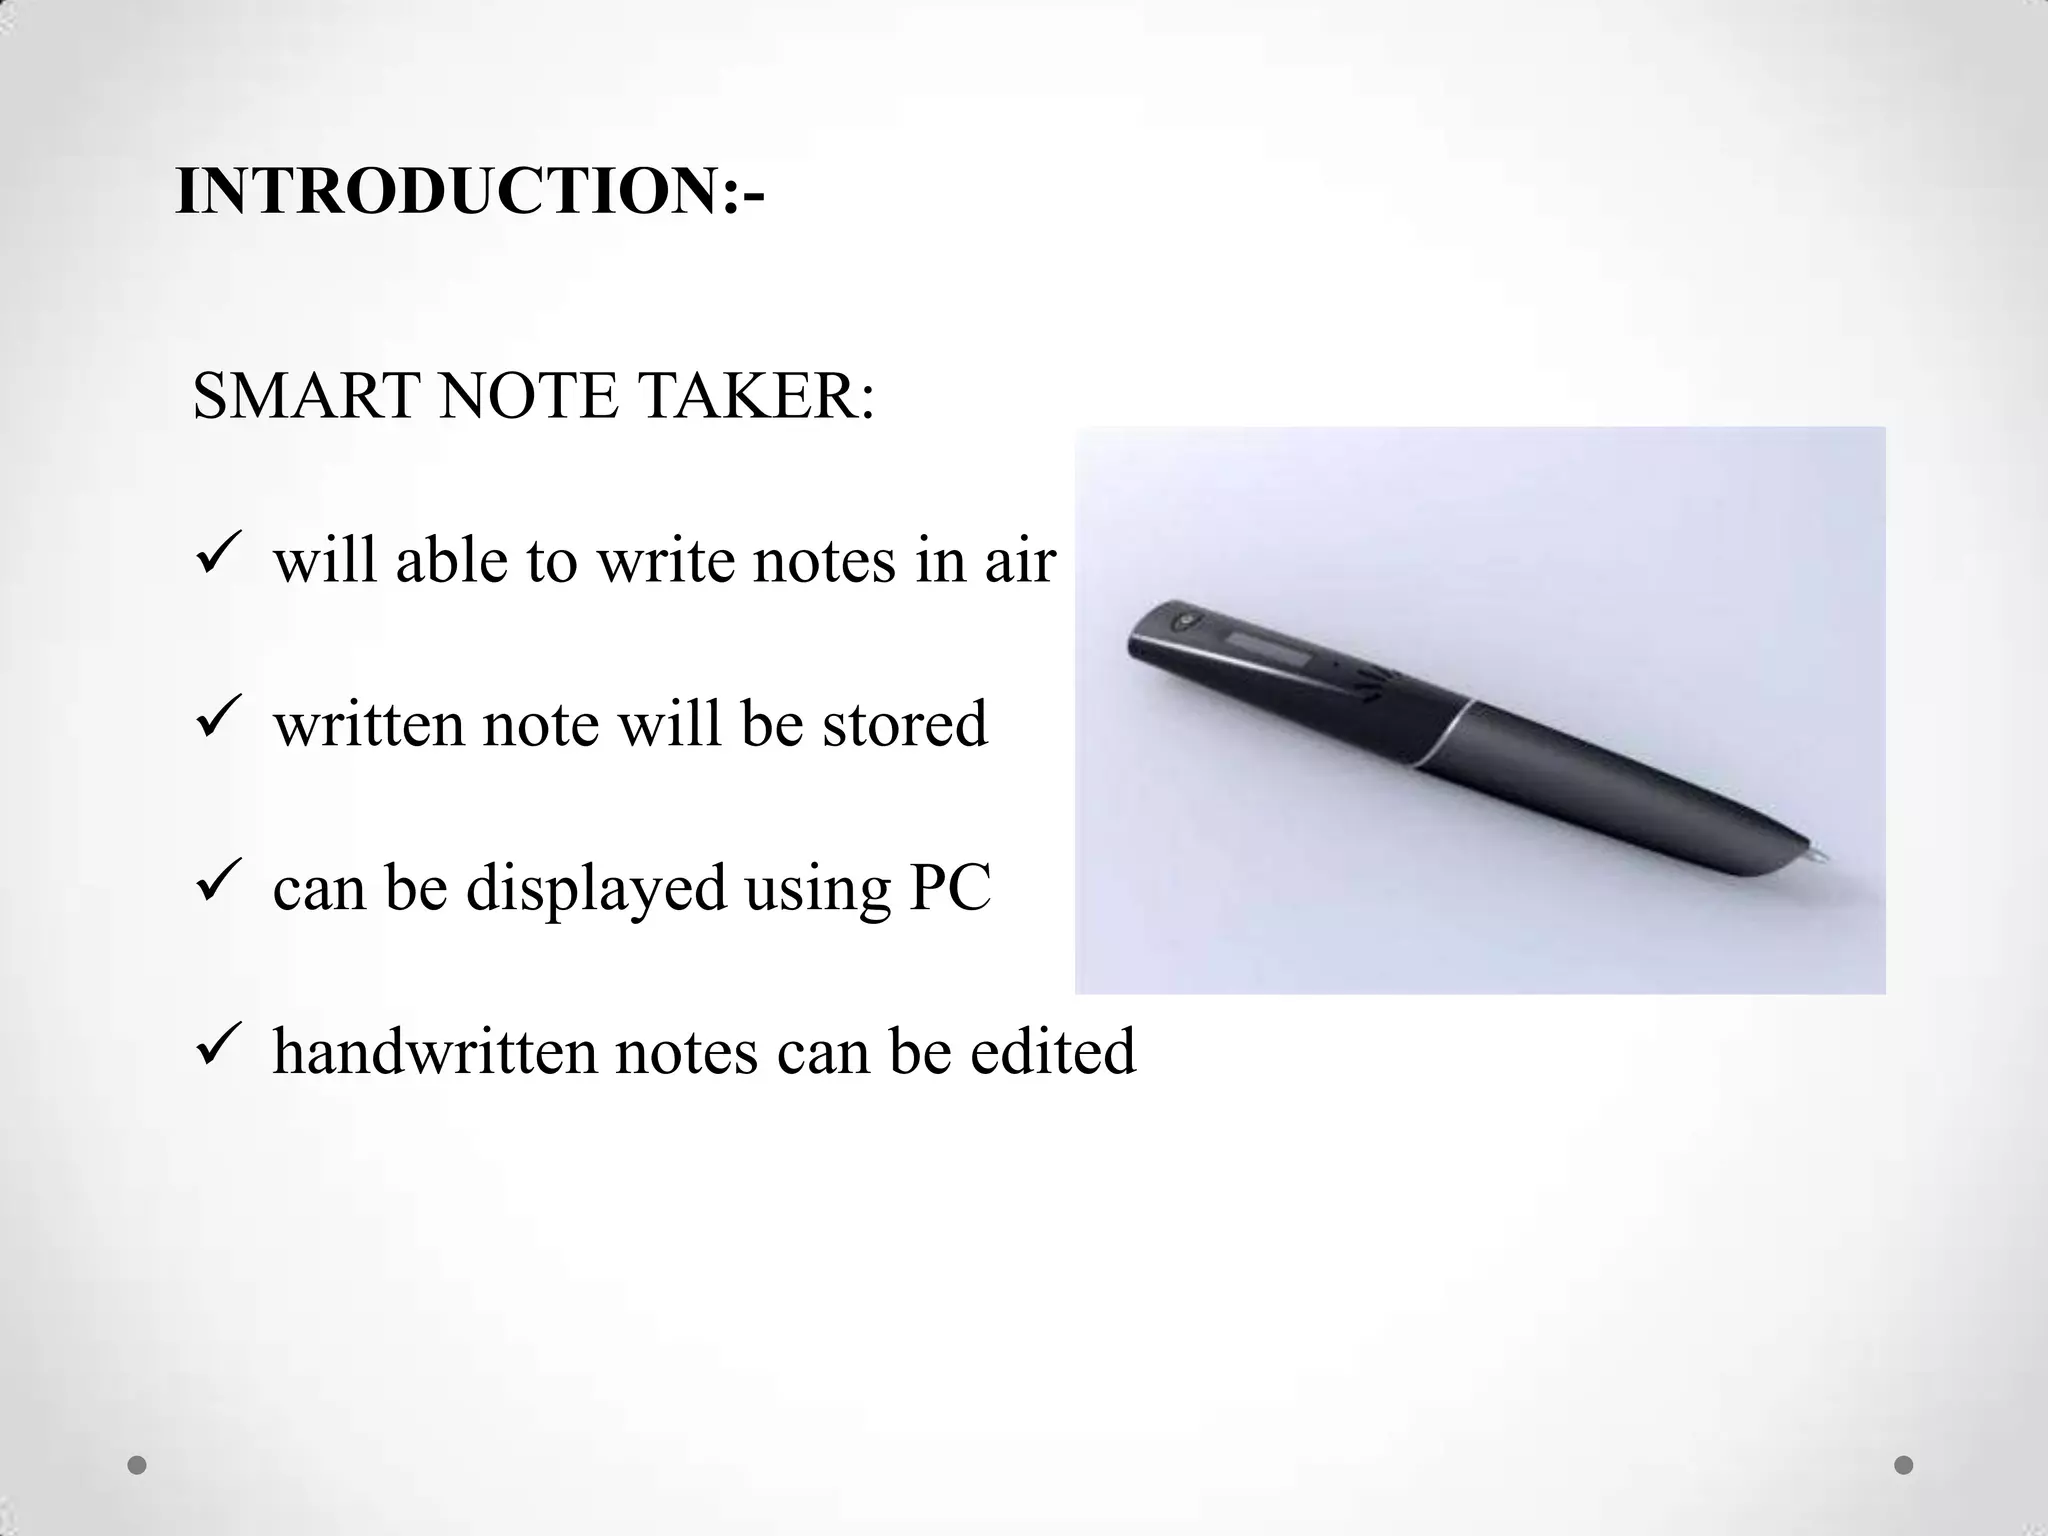 INTRODUCTION:-
SMART NOTE TAKER:
✓ will able to write notes in air
✓ written note will be stored
✓ can be displayed using PC
✓ handwritten notes can be edited